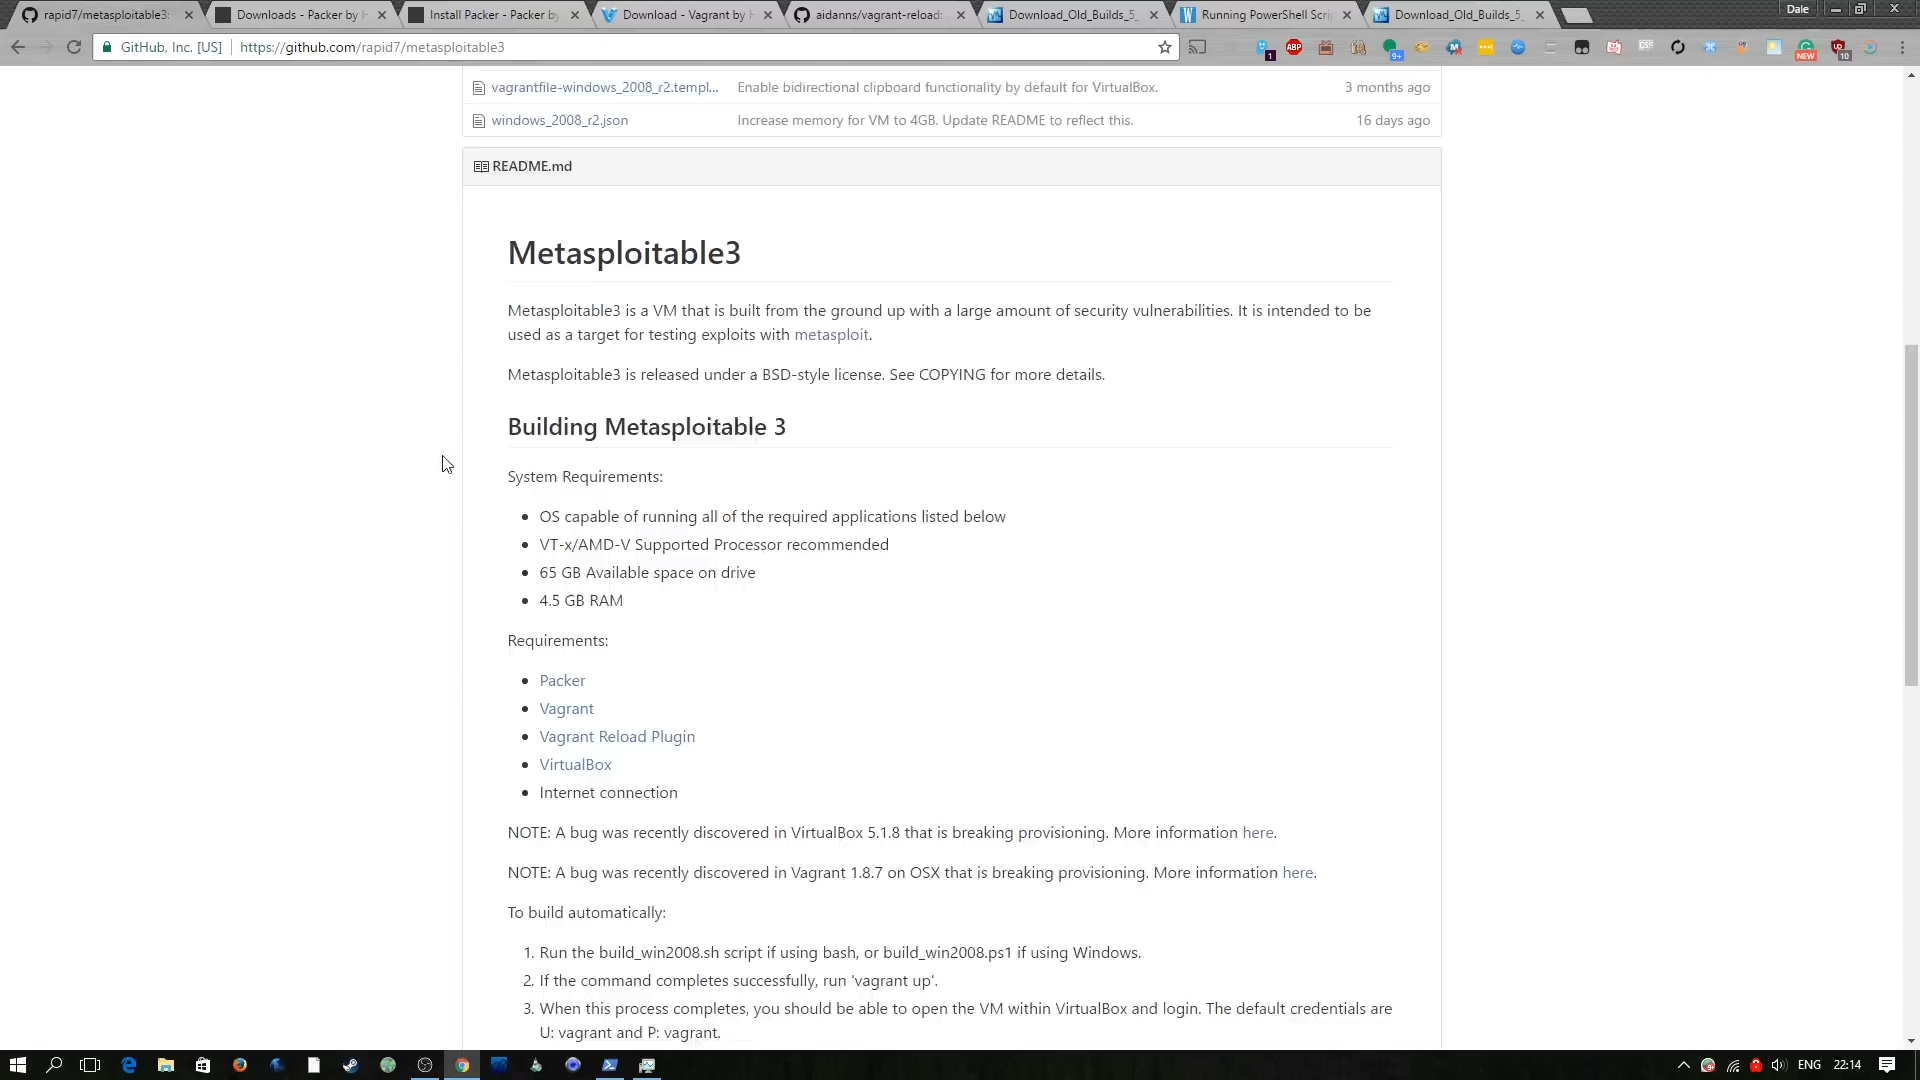 rapid7/metasploitable3:
Downloads - Packer by H
Install Packer - Packer by
Download - Vagrant by H
aidanns/vagrant-reload:
Download_Old_Builds_5_
Running PowerShell Scri
Download_Old_Builds_5_
Dale
GitHub, Inc. [US]
https://github.com/rapid7/metasploitable3
1
ABP
9+
NEW
10
vagrantfile-windows_2008_r2.templ...
Enable bidirectional clipboard functionality by default for VirtualBox.
3 months ago
windows_2008_r2.json
Increase memory for VM to 4GB. Update README to reflect this.
16 days ago
README.md
Metasploitable3
Metasploitable3 is a VM that is built from the ground up with a large amount of security vulnerabilities. It is intended to be
used as a target for testing exploits with metasploit.
Metasploitable3 is released under a BSD-style license. See COPYING for more details.
Building Metasploitable 3
System Requirements:
• OS capable of running all of the required applications listed below
• VT-x/AMD-V Supported Processor recommended
• 65 GB Available space on drive
• 4.5 GB RAM
Requirements:
• Packer
• Vagrant
• Vagrant Reload Plugin
• VirtualBox
• Internet connection
NOTE: A bug was recently discovered in VirtualBox 5.1.8 that is breaking provisioning. More information here.
NOTE: A bug was recently discovered in Vagrant 1.8.7 on OSX that is breaking provisioning. More information here.
To build automatically:
1. Run the build_win2008.sh script if using bash, or build_win2008.ps1 if using Windows.
2. If the command completes successfully, run 'vagrant up'.
3. When this process completes, you should be able to open the VM within VirtualBox and login. The default credentials are
U: vagrant and P: vagrant.
ENG
22:14